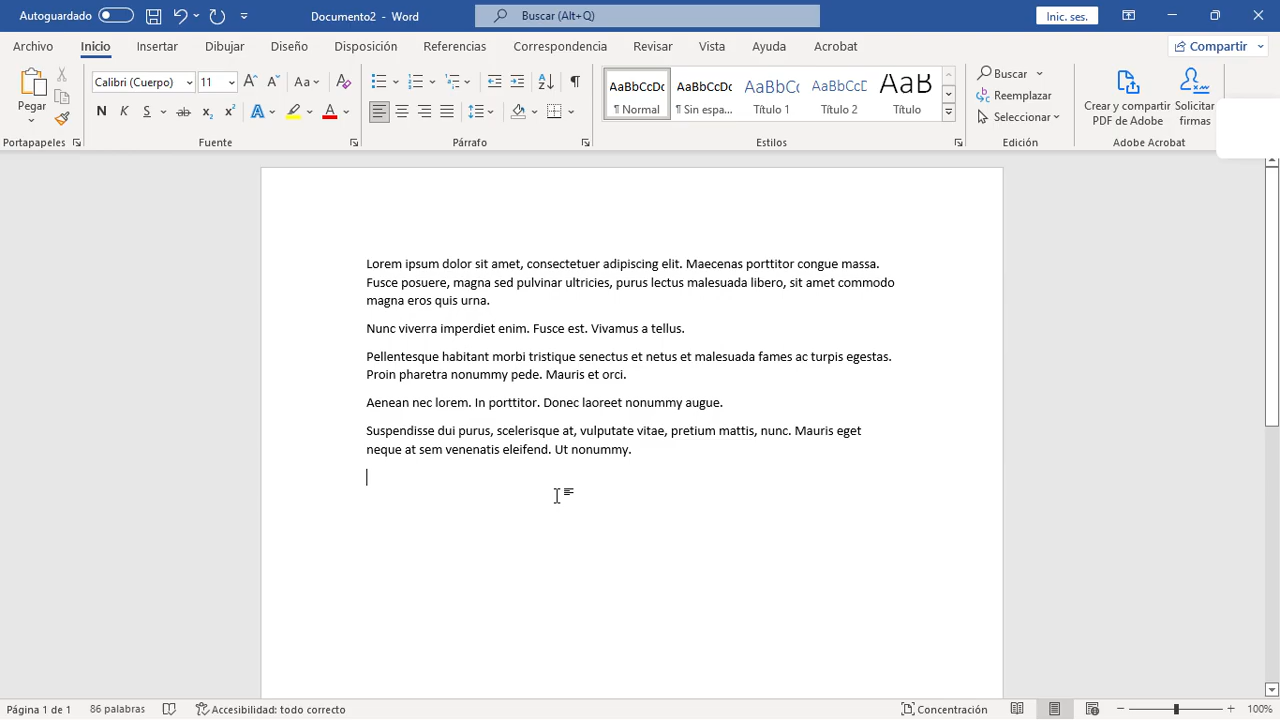 Autoguardado
Documento2 - Word
Buscar (Alt+Q)
Inic. ses.
Archivo Inicio Insertar Dibujar Diseño Disposición Referencias Correspondencia Revisar Vista Ayuda Acrobat
Compartir
Pegar
Portapapeles
Calibri (Cuerpo) 11
Aa
N K S ab x₂ x² A A
Fuente
Párrafo
AaBbCcDc AaBbCcDc AaBbCc AaBbCcD AaB
¶ Normal ¶ Sin espa... Título 1 Título 2 Título
Estilos
Buscar
Reemplazar
Seleccionar
Edición
Crear y compartir
PDF de Adobe
Solicitar
firmas
Adobe Acrobat
Lorem ipsum dolor sit amet, consectetuer adipiscing elit. Maecenas porttitor congue massa.
Fusce posuere, magna sed pulvinar ultricies, purus lectus malesuada libero, sit amet commodo
magna eros quis urna.
Nunc viverra imperdiet enim. Fusce est. Vivamus a tellus.
Pellentesque habitant morbi tristique senectus et netus et malesuada fames ac turpis egestas.
Proin pharetra nonummy pede. Mauris et orci.
Aenean nec lorem. In porttitor. Donec laoreet nonummy augue.
Suspendisse dui purus, scelerisque at, vulputate vitae, pretium mattis, nunc. Mauris eget
neque at sem venenatis eleifend. Ut nonummy.
Página 1 de 1 86 palabras Accesibilidad: todo correcto
Concentración
100%